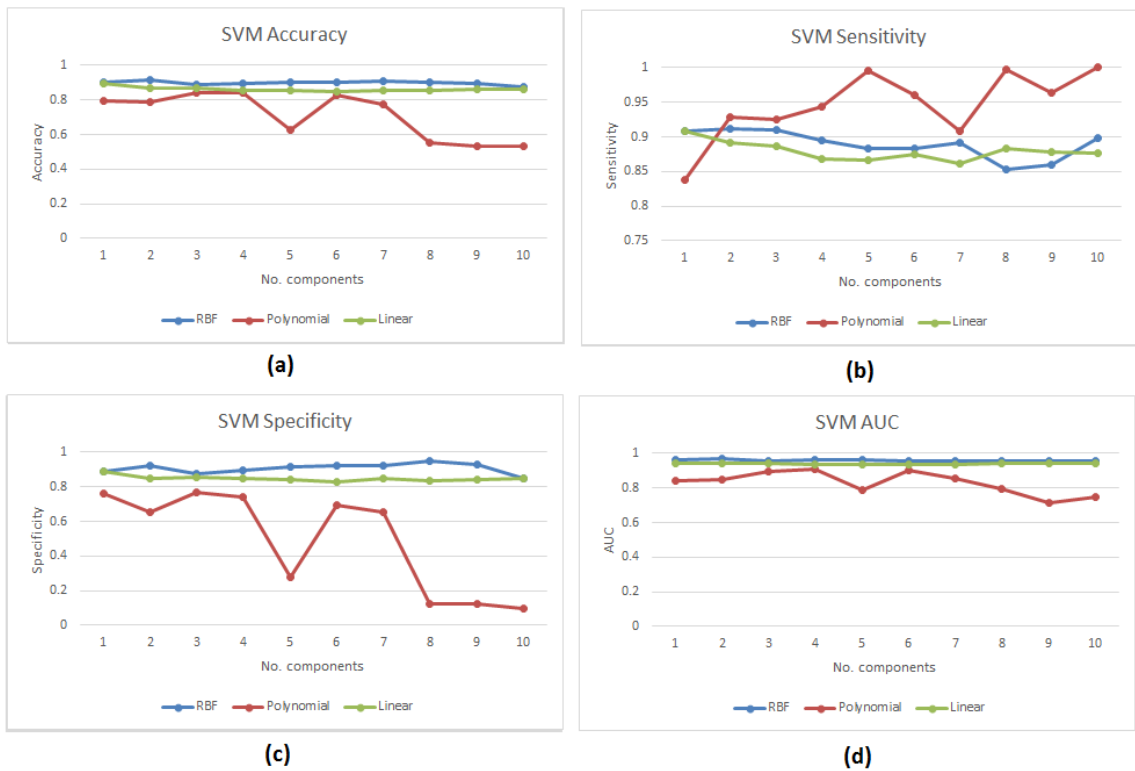 SVM Accuracy
1
0.8
0.6
0.4
0.2
0
Accuracy
1 2 3 4 5 6 7 8 9 10
No. components
RBF Polynomial Linear
(a)
SVM Sensitivity
1
0.95
0.9
0.85
0.8
0.75
Sensitivity
1 2 3 4 5 6 7 8 9 10
No. components
RBF Polynomial Linear
(b)
SVM Specificity
1
0.8
0.6
0.4
0.2
0
Specificity
1 2 3 4 5 6 7 8 9 10
No. components
RBF Polynomial Linear
(c)
SVM AUC
1
0.8
0.6
0.4
0.2
0
AUC
1 2 3 4 5 6 7 8 9 10
No. components
RBF Polynomial Linear
(d)